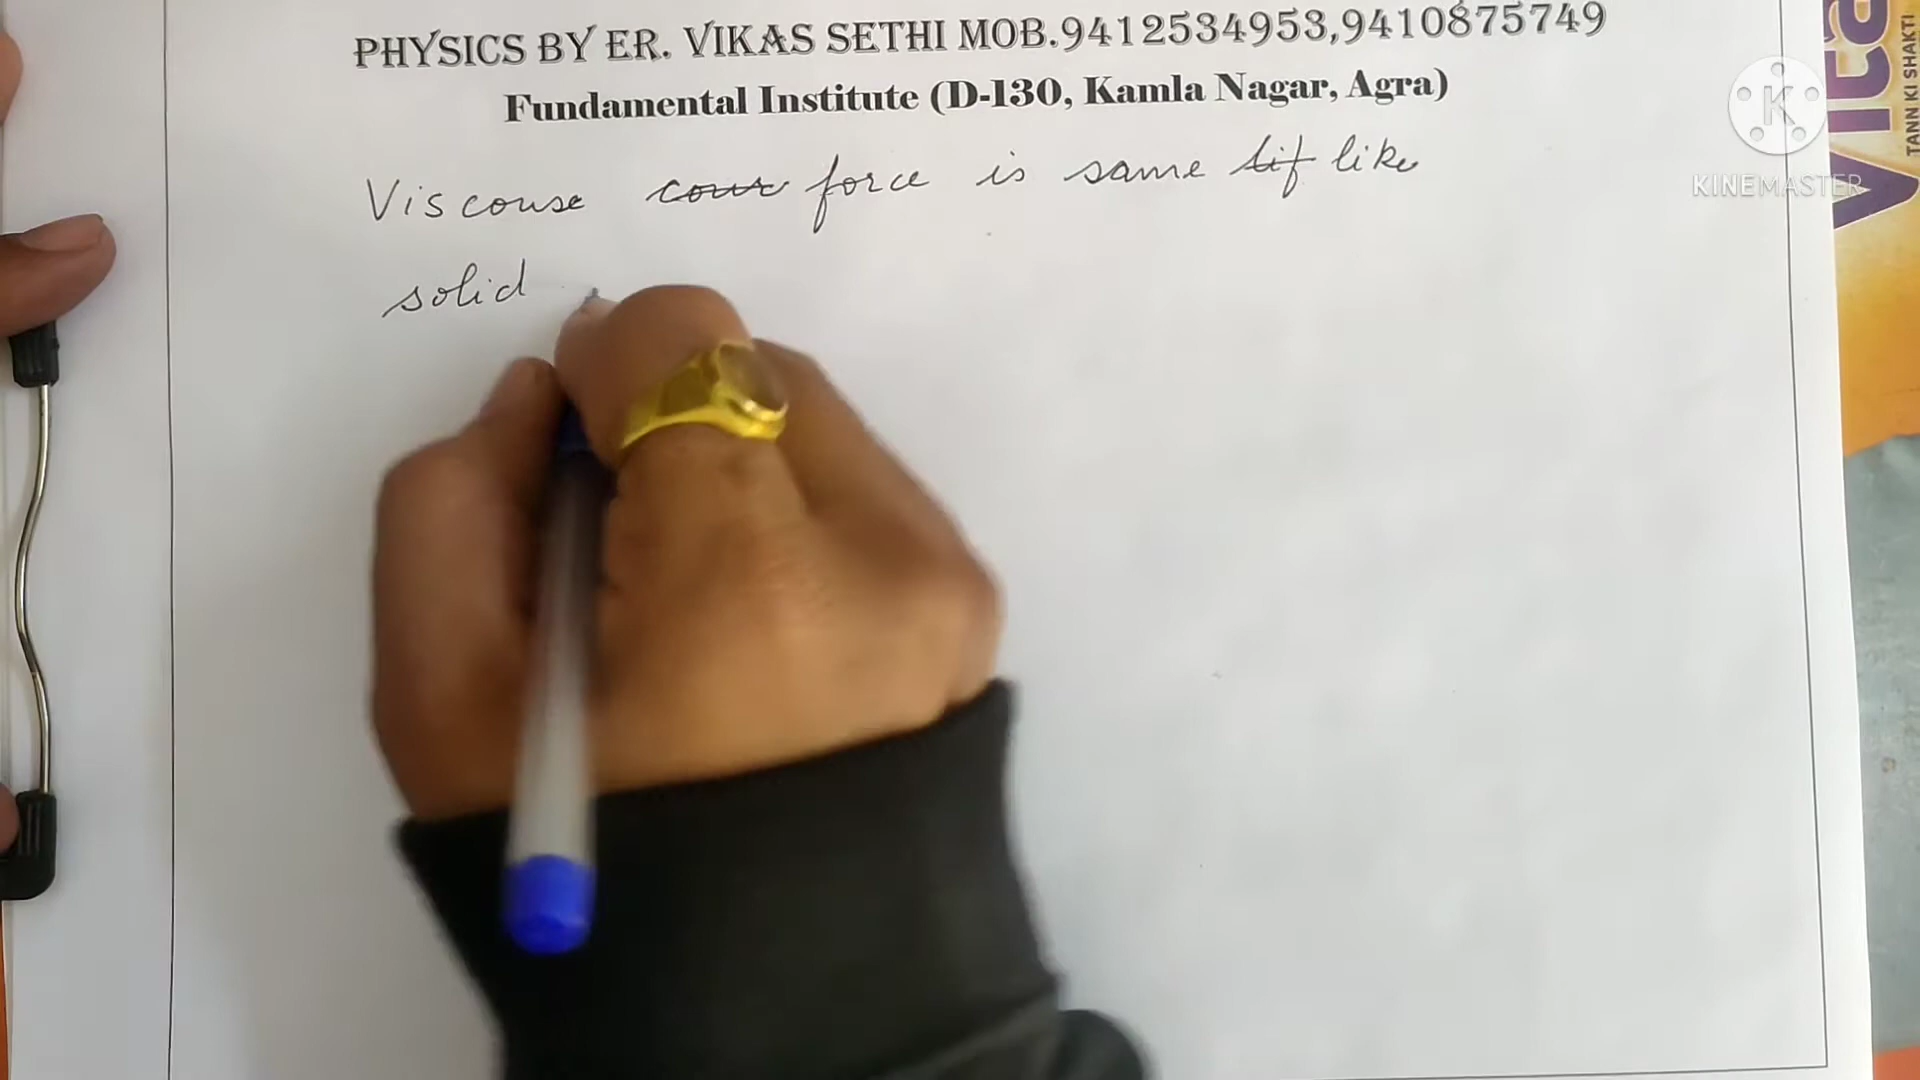 PHYSICS BY ER. VIKAS SETHI MOB.9412534953,9410875749
Fundamental Institute (D-130, Kamla Nagar, Agra)
Viscouse force is same like
solid
K
KINEMASTER
TANN KI SHAKTI